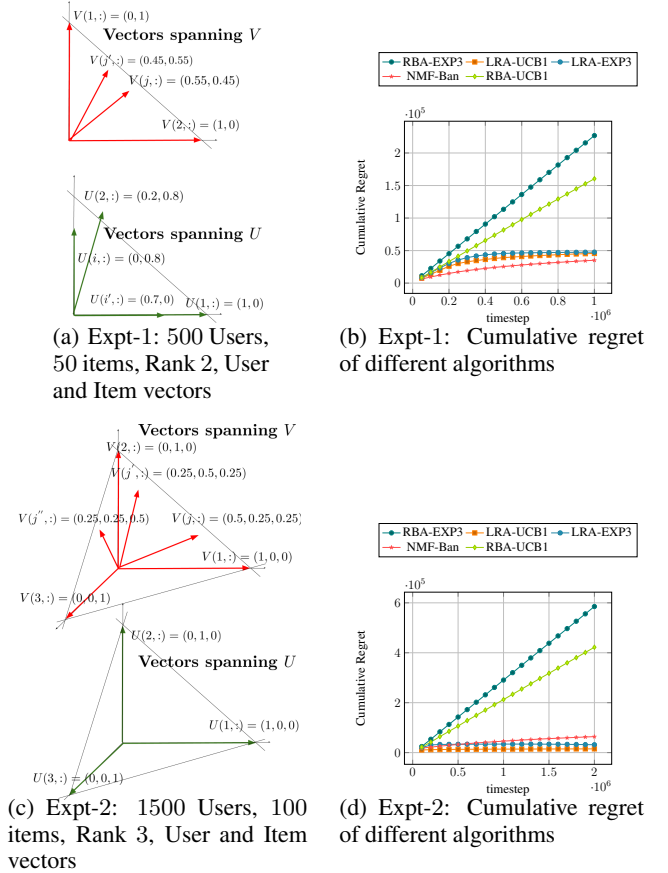 V(1,:) = (0, 1)
Vectors spanning V
V(j′,:) = (0.45, 0.55)
V(j,:) = (0.55, 0.45)
V(2,:) = (1, 0)
U(2,:) = (0.2, 0.8)
Vectors spanning U
U(i,:) = (0, 0.8)
U(i′,:) = (0.7, 0)
U(1,:) = (1, 0)
(a) Expt-1: 500 Users,
50 items, Rank 2, User
and Item vectors
RBA-EXP3 LRA-UCB1 LRA-EXP3
NMF-Ban RBA-UCB1
·10⁵
2
1.5
1
0.5
0
Cumulative Regret
0 0.2 0.4 0.6 0.8 1
timestep ·10⁶
(b) Expt-1: Cumulative regret
of different algorithms
Vectors spanning V
V(2,:) = (0, 1, 0)
V(j′,:) = (0.25, 0.5, 0.25)
V(j′′,:) = (0.25, 0.25, 0.5)
V(j,:) = (0.5, 0.25, 0.25)
V(1,:) = (1, 0, 0)
V(3,:) = (0, 0, 1)
U(2,:) = (0, 1, 0)
Vectors spanning U
U(1,:) = (1, 0, 0)
U(3,:) = (0, 0, 1)
(c) Expt-2: 1500 Users, 100
items, Rank 3, User and Item
vectors
RBA-EXP3 LRA-UCB1 LRA-EXP3
NMF-Ban RBA-UCB1
·10⁵
6
4
2
0
Cumulative Regret
0 0.5 1 1.5 2
timestep ·10⁶
(d) Expt-2: Cumulative regret
of different algorithms